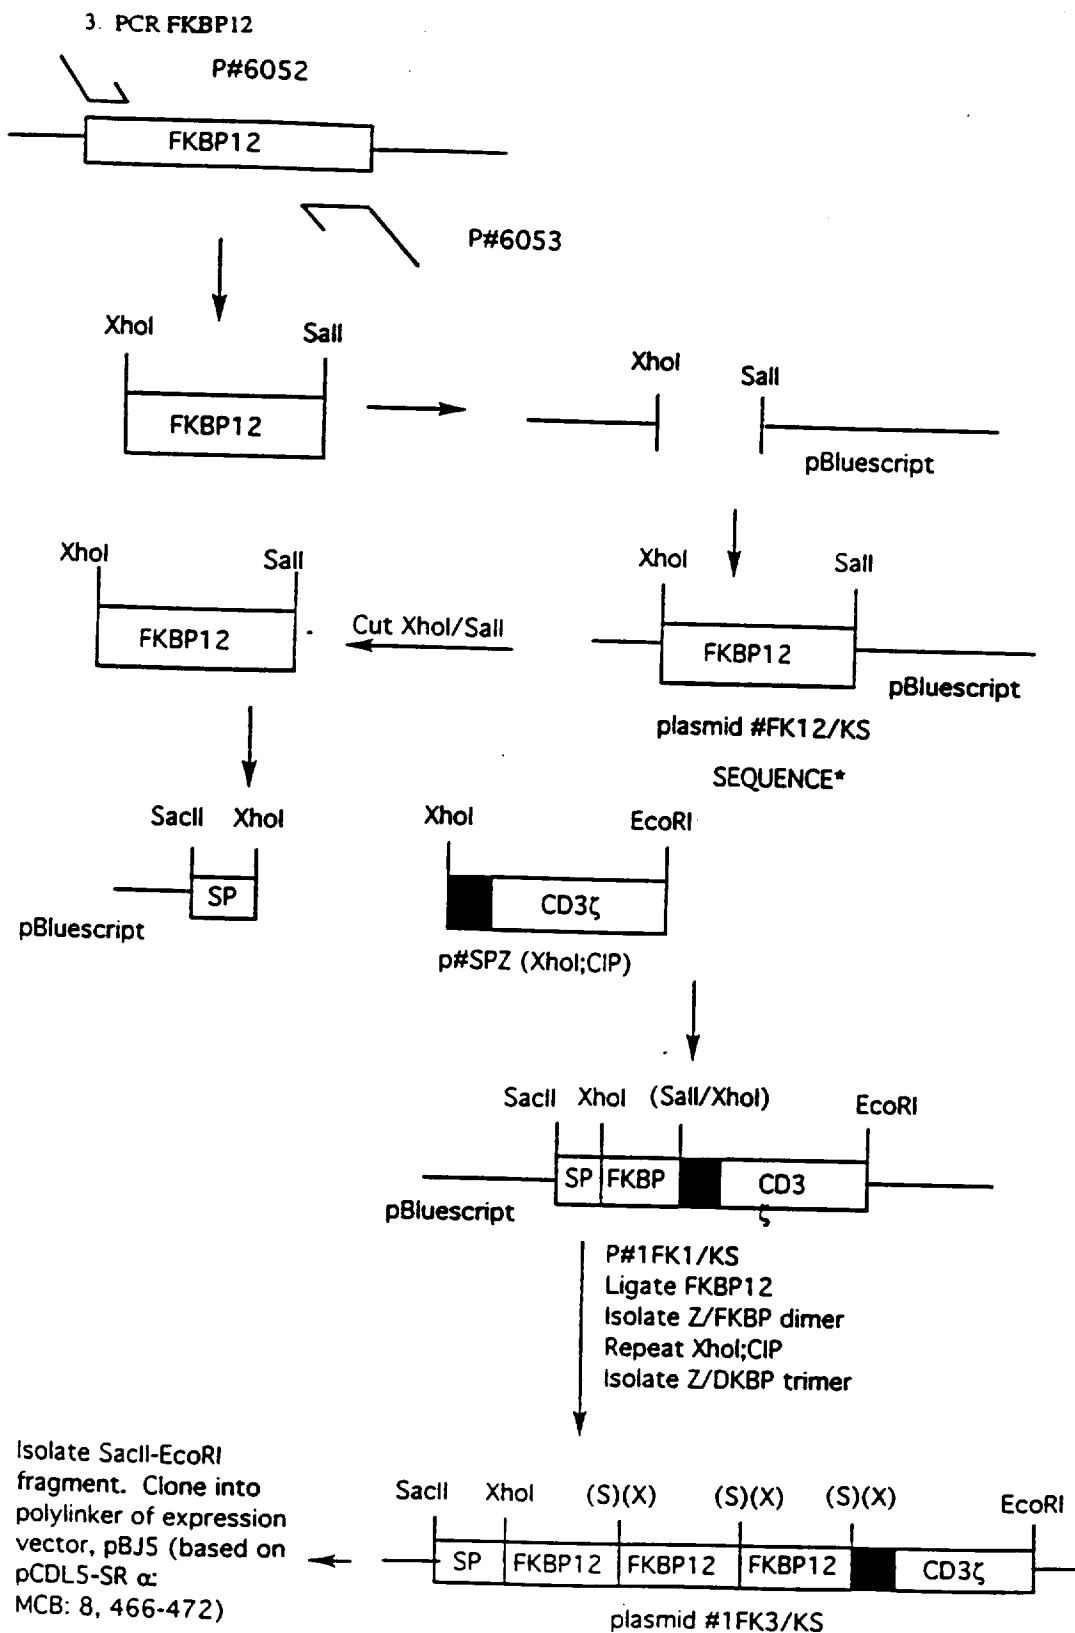 3. PCR FKBP12
P#6052
FKBP12
P#6053
XhoI
SalI
FKBP12
XhoI
SalI
pBluescript
XhoI
SalI
FKBP12
Cut XhoI/SalI
XhoI
SalI
FKBP12
pBluescript
plasmid #FK12/KS
SEQUENCE*
SacII XhoI
SP
pBluescript
XhoI
EcoRI
CD3ζ
p#SPZ (XhoI;CIP)
SacII XhoI (SalI/XhoI) EcoRI
SP FKBP CD3
ζ
pBluescript
P#1FK1/KS
Ligate FKBP12
Isolate Z/FKBP dimer
Repeat XhoI;CIP
Isolate Z/DKBP trimer
Isolate SacII-EcoRI
fragment. Clone into
polylinker of expression
vector, pBJ5 (based on
pCDL5-SR α:
MCB: 8, 466-472)
SacII XhoI (S)(X) (S)(X) (S)(X) EcoRI
SP FKBP12 FKBP12 FKBP12 CD3ζ
plasmid #1FK3/KS